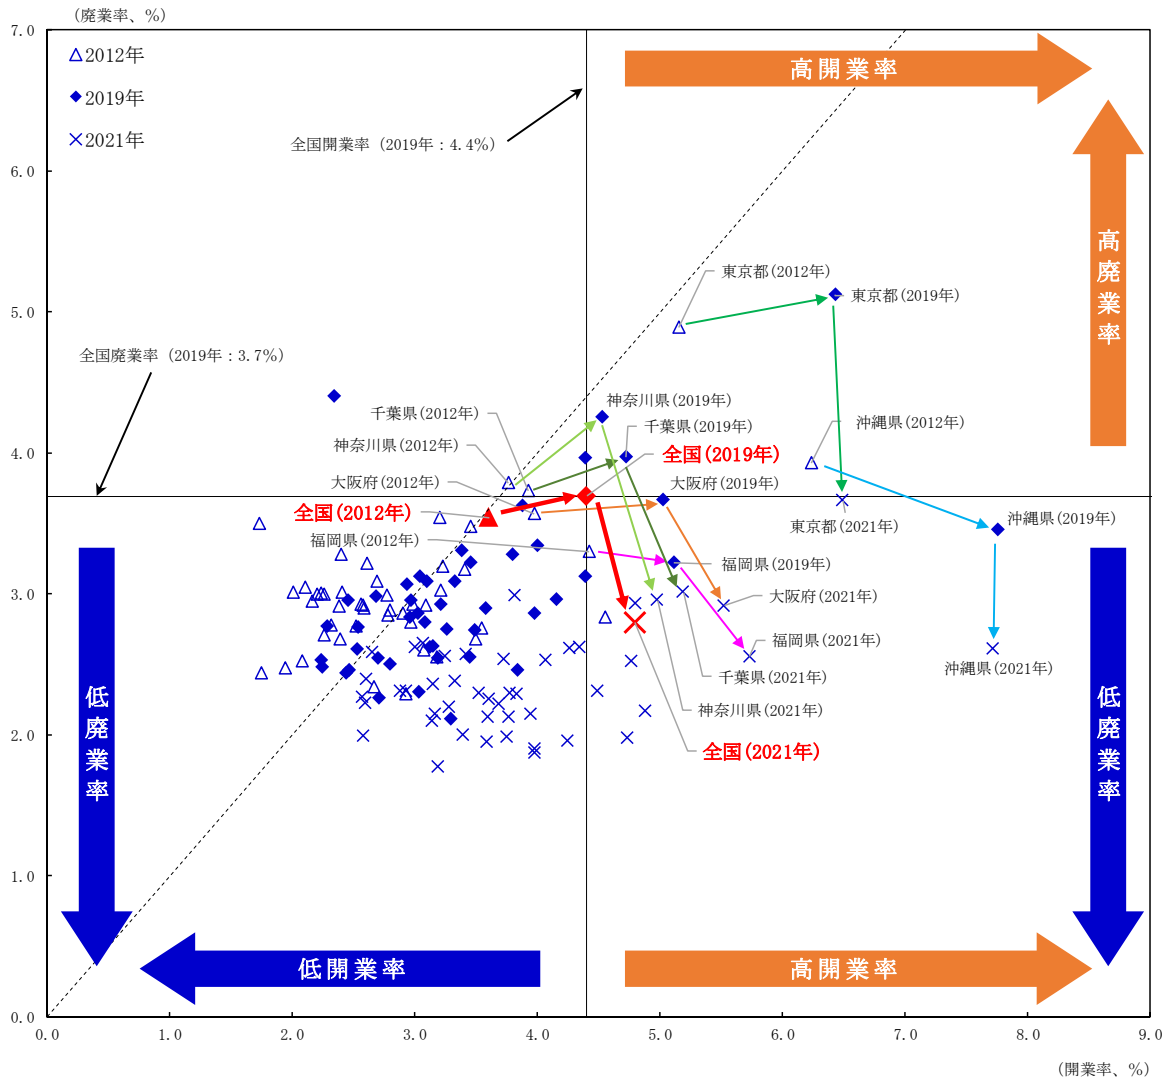 (廃業率、%)
7.0
6.0
5.0
4.0
3.0
2.0
1.0
0.0
2012年
2019年
2021年
全国開業率（2019年：4.4%）
高開業率
高廃業率
東京都(2012年)
東京都(2019年)
全国廃業率（2019年：3.7%）
神奈川県(2019年)
千葉県(2012年)
千葉県(2019年)
沖縄県(2012年)
神奈川県(2012年)
全国(2019年)
大阪府(2012年)
大阪府(2019年)
全国(2012年)
沖縄県(2019年)
東京都(2021年)
福岡県(2012年)
福岡県(2019年)
大阪府(2021年)
福岡県(2021年)
沖縄県(2021年)
千葉県(2021年)
神奈川県(2021年)
全国(2021年)
低廃業率
低廃業率
低開業率
高開業率
0.0 1.0 2.0 3.0 4.0 5.0 6.0 7.0 8.0 9.0
(開業率、%)